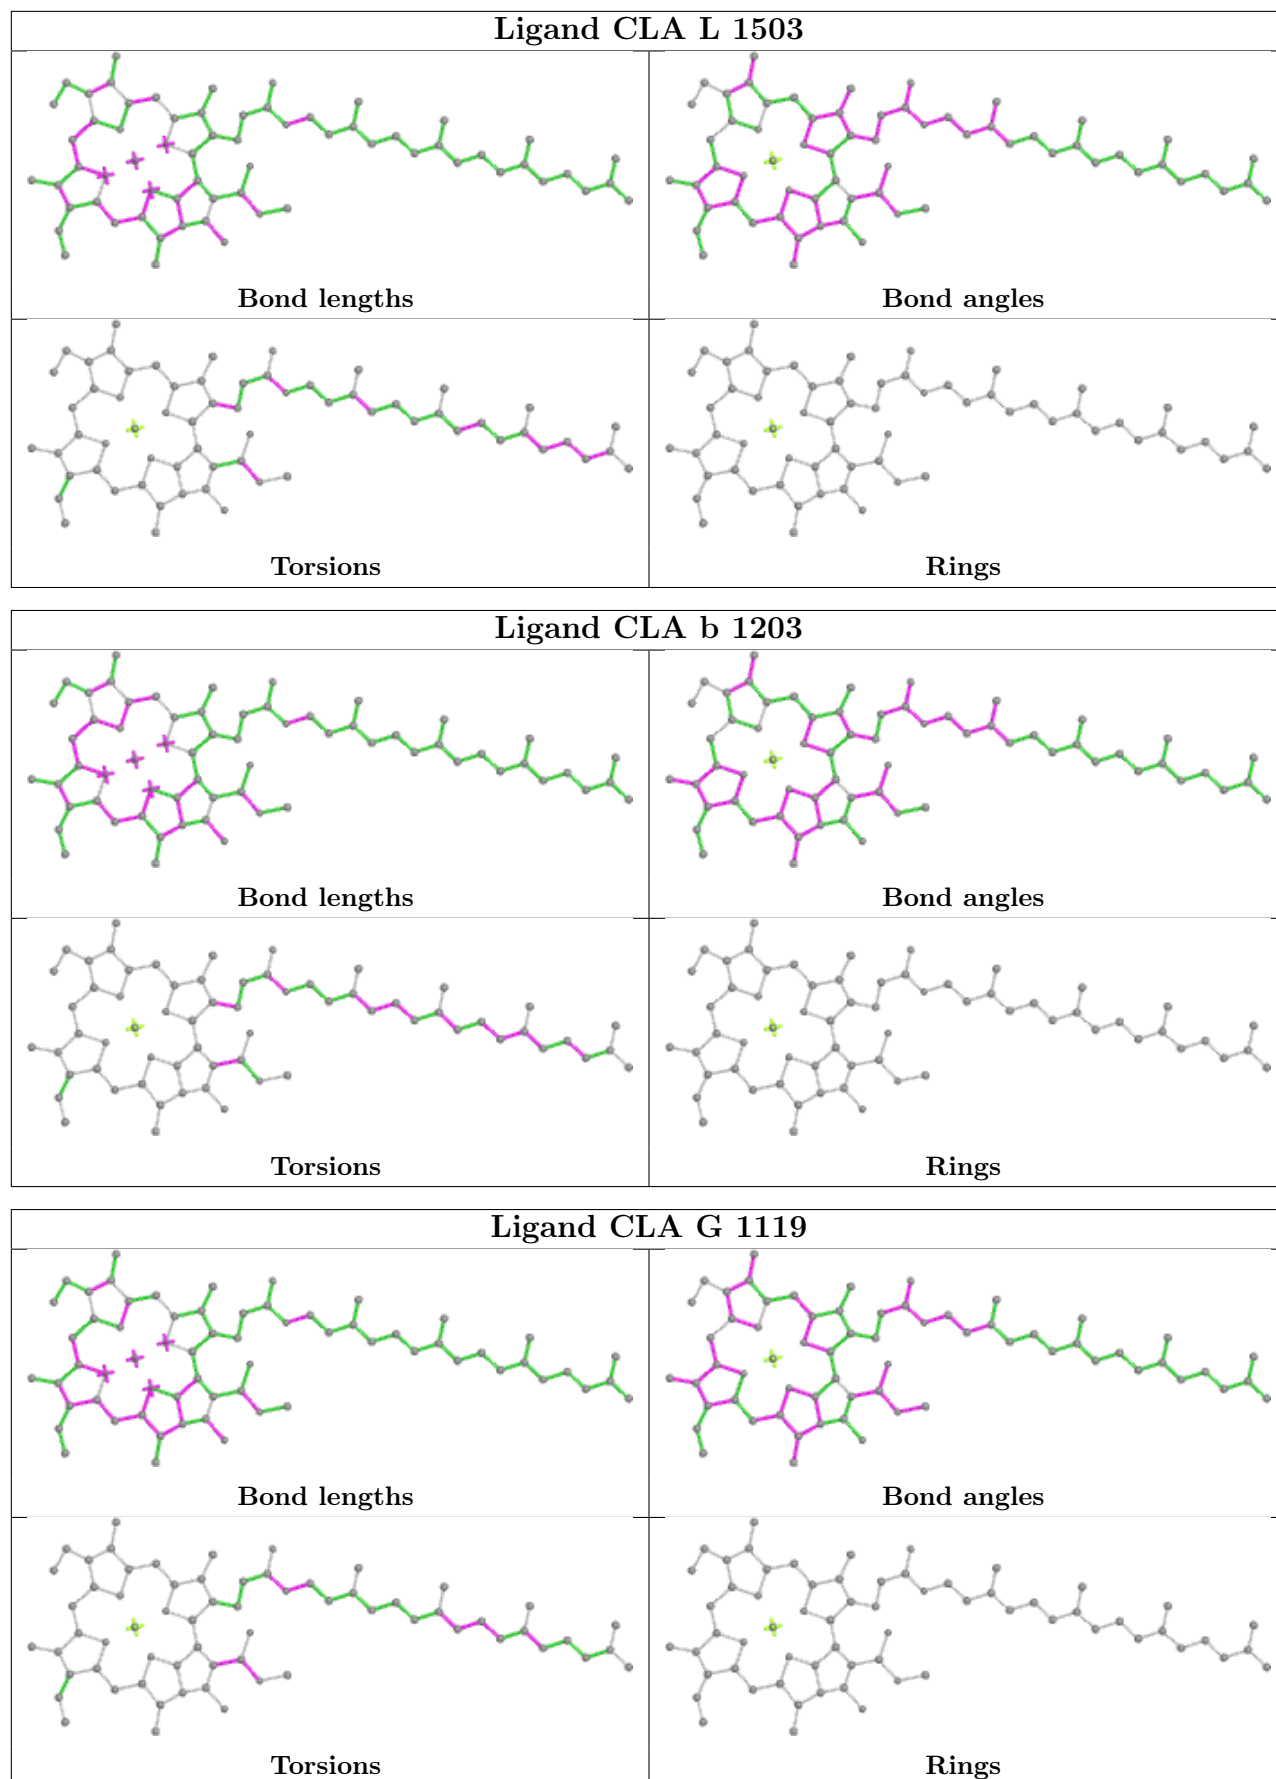 Ligand CLA L 1503
Bond lengths
Bond angles
Torsions
Rings
Ligand CLA b 1203
Bond lengths
Bond angles
Torsions
Rings
Ligand CLA G 1119
Bond lengths
Bond angles
Torsions
Rings